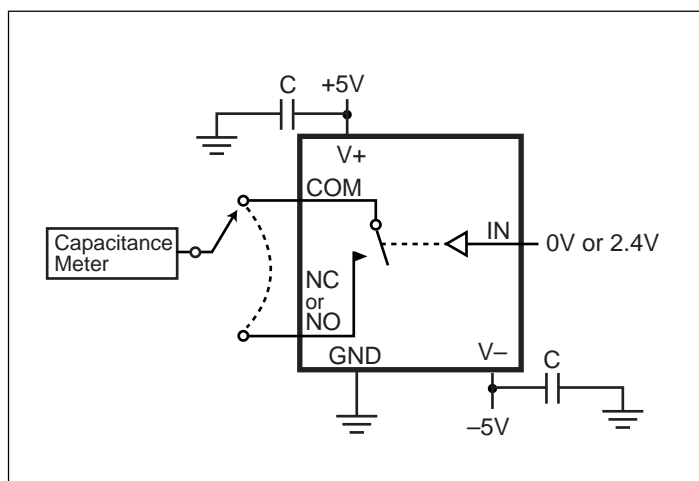 C
+5V
V+
COM
Capacitance
Meter
IN
0V or 2.4V
NC
or
NO
GND
V–
C
–5V